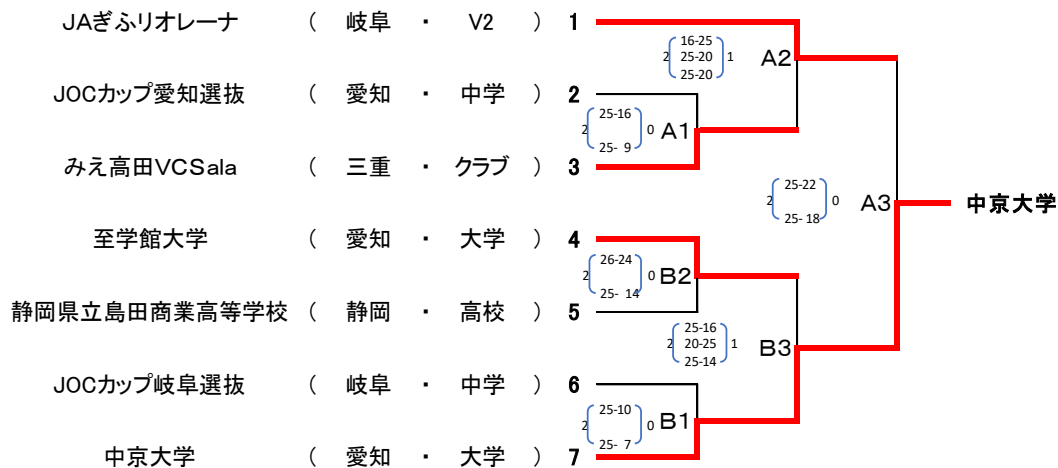 JAぎふリオレーナ ( 岐阜 ・ V2 ) 1
16-25
2 25-20 1 A2
25-20
JOCカップ愛知選抜 ( 愛知 ・ 中学 ) 2
25-16
2 0 A1
25- 9
みえ高田VCSala ( 三重 ・ クラブ ) 3
25-22
2 0 A3 中京大学
25- 18
至学館大学 ( 愛知 ・ 大学 ) 4
26-24
2 0 B2
25- 14
静岡県立島田商業高等学校 ( 静岡 ・ 高校 ) 5
25-16
2 20-25 1 B3
25-14
JOCカップ岐阜選抜 ( 岐阜 ・ 中学 ) 6
25-10
2 0 B1
25- 7
中京大学 ( 愛知 ・ 大学 ) 7